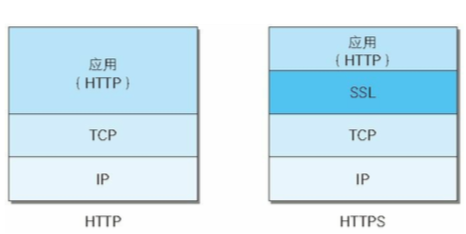 应用
( HTTP )
TCP
IP
HTTP
应用
( HTTP )
SSL
TCP
IP
HTTPS